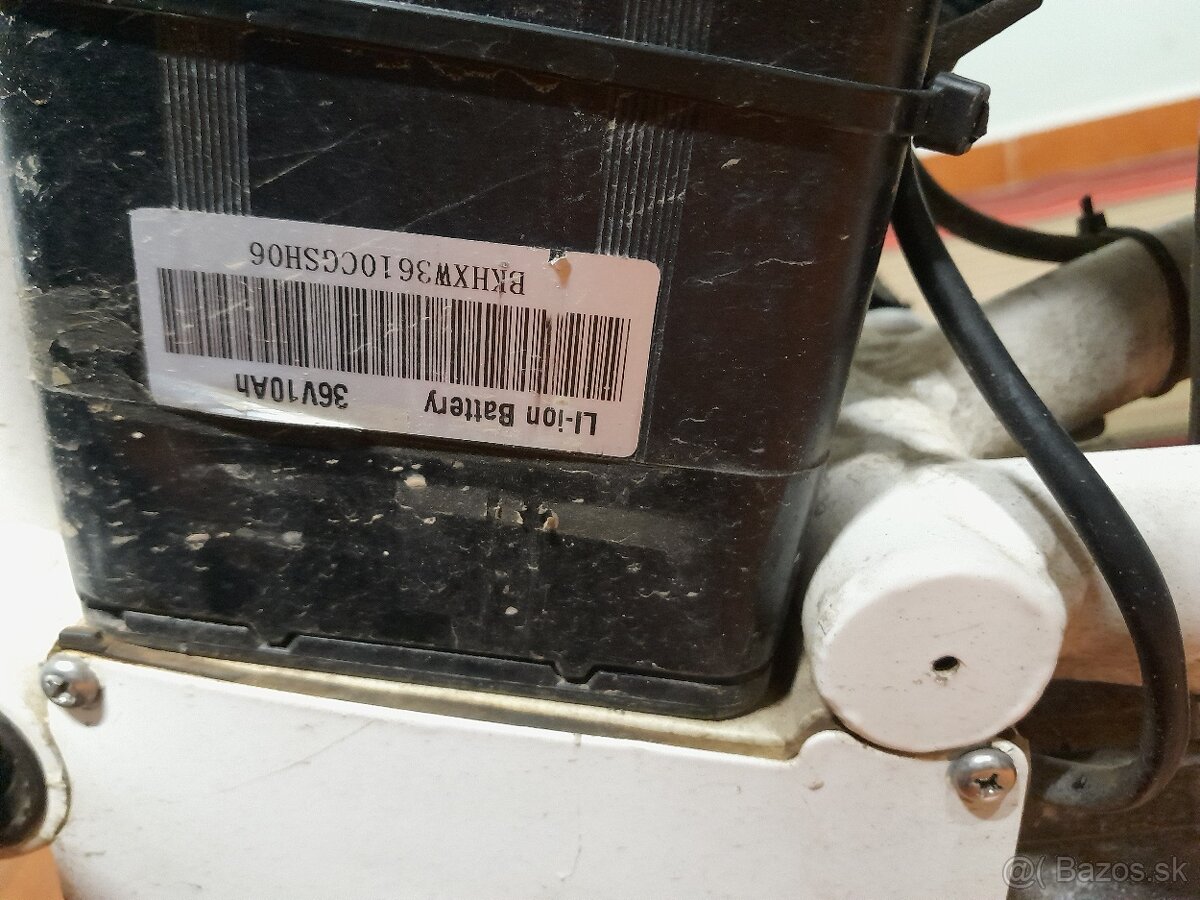 LI-ion Battery 36V10Ah
BKHXW3610CGSH06
@( Bazos.sk